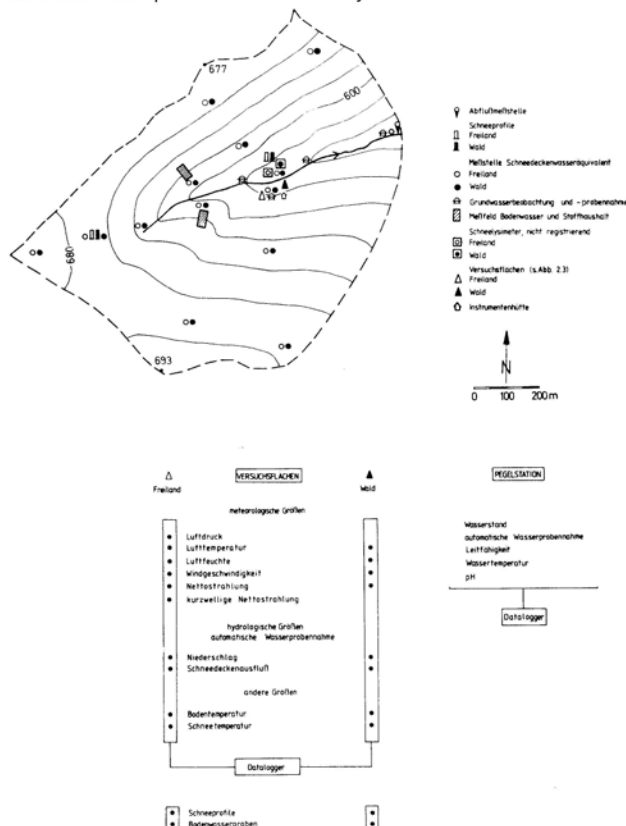 677
600
680
693
Abflußmeßstelle
Schneeprofile
Freiland
Wald
Meßstelle Schneedeckenwasseräquivalent
Freiland
Wald
Grundwasserbeobachtung und -probennahme
Meßfeld Bodenwasser und Stoffhaushalt
Schneelysimeter, nicht registrierend
Freiland
Wald
Versuchsflächen (s. Abb. 2.3)
Freiland
Wald
Instrumentenhütte
N
0 100 200m
VERSUCHSFLÄCHEN
Freiland
Wald
meteorologische Größen
Luftdruck
Lufttemperatur
Luftfeuchte
Windgeschwindigkeit
Nettostrahlung
kurzwellige Nettostrahlung
hydrologische Größen
automatische Wasserprobennahme
Niederschlag
Schneedeckenausfluß
andere Größen
Bodentemperatur
Schneetemperatur
Datalogger
Schneeprofile
Bodenwasserproben
PEGELSTATION
Wasserstand
automatische Wasserprobennahme
Leitfähigkeit
Wassertemperatur
pH
Datalogger